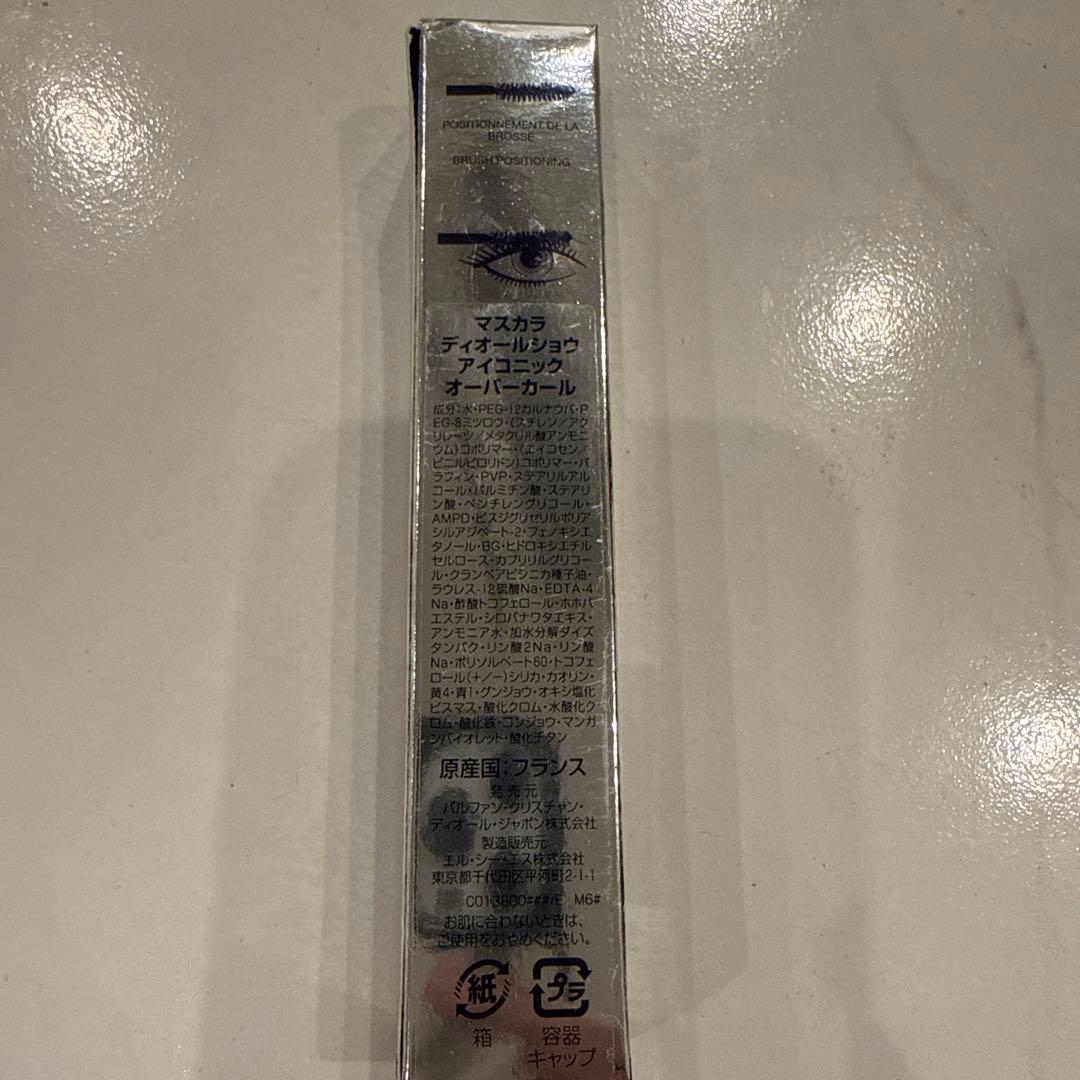 POSITIONNEMENT DE LA
BROSSE
BRUSH POSITIONING
マスカラ
ディオールショウ
アイコニック
オーバーカール
成分:水・PEG-12カルナウバ・P
EG-8ミツロウ・(スチレン/アク
リレーツ/メタクリル酸アンモニ
ウム)コポリマー・(エイコセン/
ビニルピロリドン)コポリマー・パ
ラフィン・PVP・ステアリルアル
コール・パルミチン酸・ステアリ
ン酸・ペンチレングリコール・
AMPD・ビスジグリセリルポリア
シルアジペート-2・フェノキシエ
タノール・BG・ヒドロキシエチル
セルロース・カプリリルグリコー
ル・クランベアビシニカ種子油・
ラウレス-12硫酸Na・EDTA-4
Na・酢酸トコフェロール・ホホバ
エステル・シロバナワタエキス・
アンモニア水・加水分解ダイズ
タンパク・リン酸2Na・リン酸
Na・ポリソルベート60・トコフェ
ロール(+/-)シリカ・カオリン・
黄4・青1・グンジョウ・オキシ塩化
ビスマス・酸化クロム・水酸化ク
ロム・酸化鉄・コンジョウ・マンガ
ンバイオレット・酸化チタン
原産国:フランス
発売元
パルファン・クリスチャン・
ディオール・ジャポン株式会社
製造販売元
エル・シー・エス株式会社
東京都千代田区平河町2-1-1
C013800###/E M6#
お肌に合わないときは、
ご使用をおやめください。
紙 プラ
箱 容器
キャップ